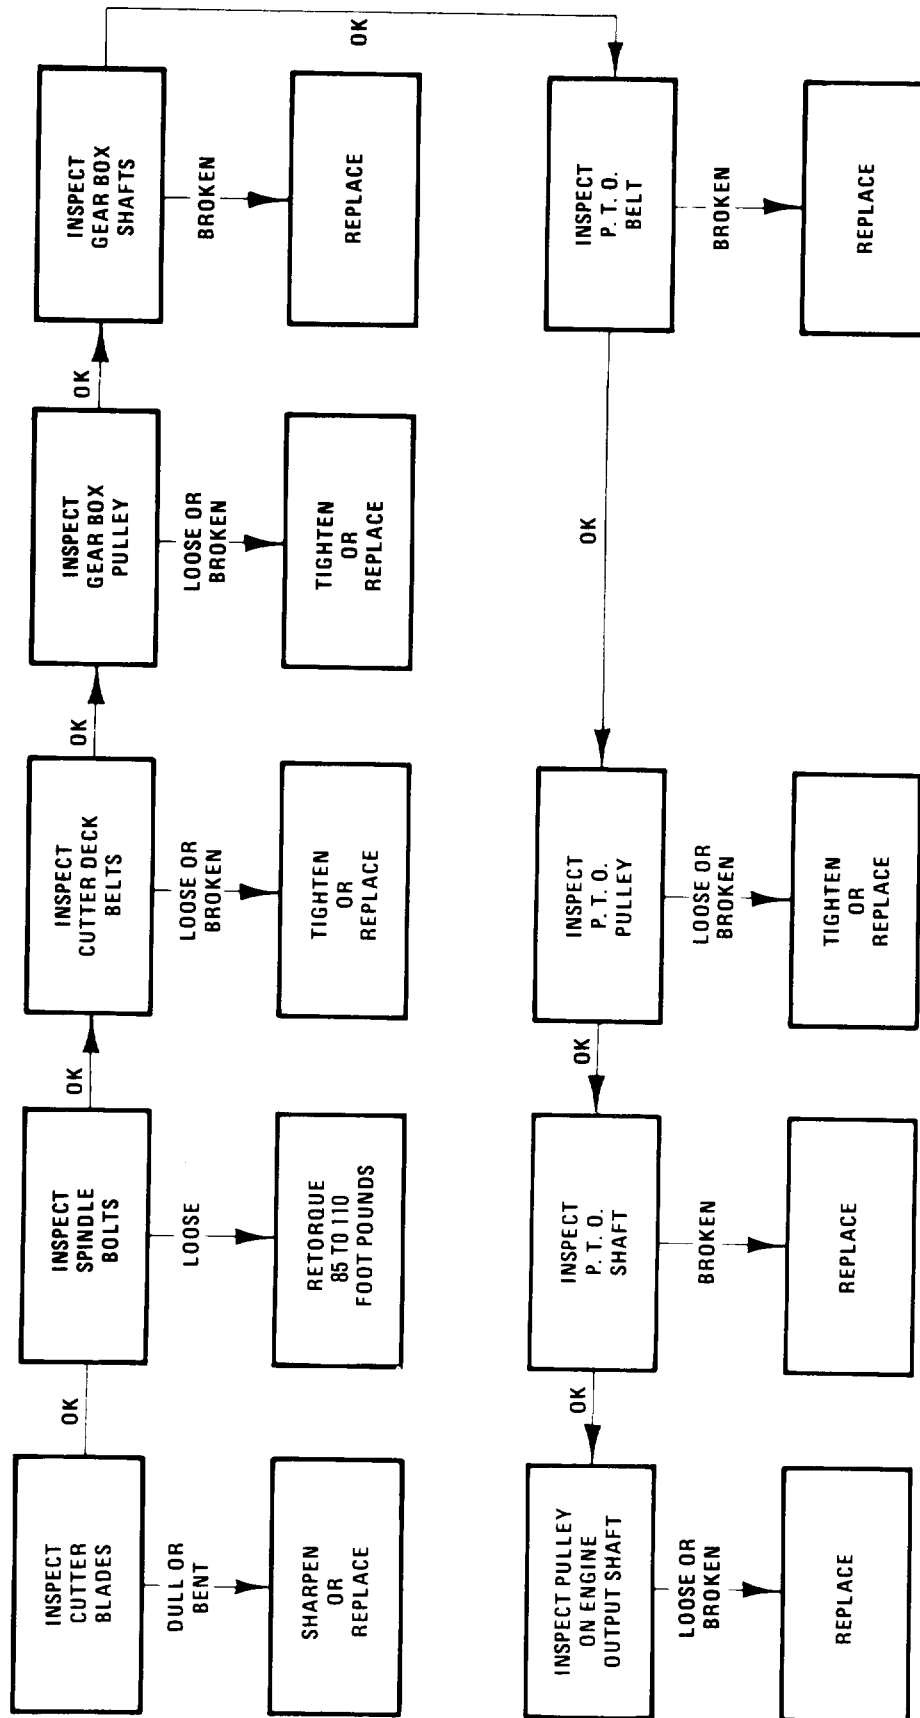 INSPECT
CUTTER
BLADES
OK
INSPECT
SPINDLE
BOLTS
OK
INSPECT
CUTTER DECK
BELTS
OK
INSPECT
GEAR BOX
PULLEY
OK
INSPECT
GEAR BOX
SHAFTS
OK
DULL OR
BENT
LOOSE
LOOSE OR
BROKEN
LOOSE OR
BROKEN
BROKEN
SHARPEN
OR
REPLACE
RETORQUE
85 TO 110
FOOT POUNDS
TIGHTEN
OR
REPLACE
TIGHTEN
OR
REPLACE
REPLACE
INSPECT PULLEY
ON ENGINE
OUTPUT SHAFT
OK
INSPECT
P. T. O.
SHAFT
OK
INSPECT
P. T. O.
PULLEY
OK
INSPECT
P. T. O.
BELT
LOOSE OR
BROKEN
BROKEN
LOOSE OR
BROKEN
BROKEN
REPLACE
REPLACE
TIGHTEN
OR
REPLACE
REPLACE